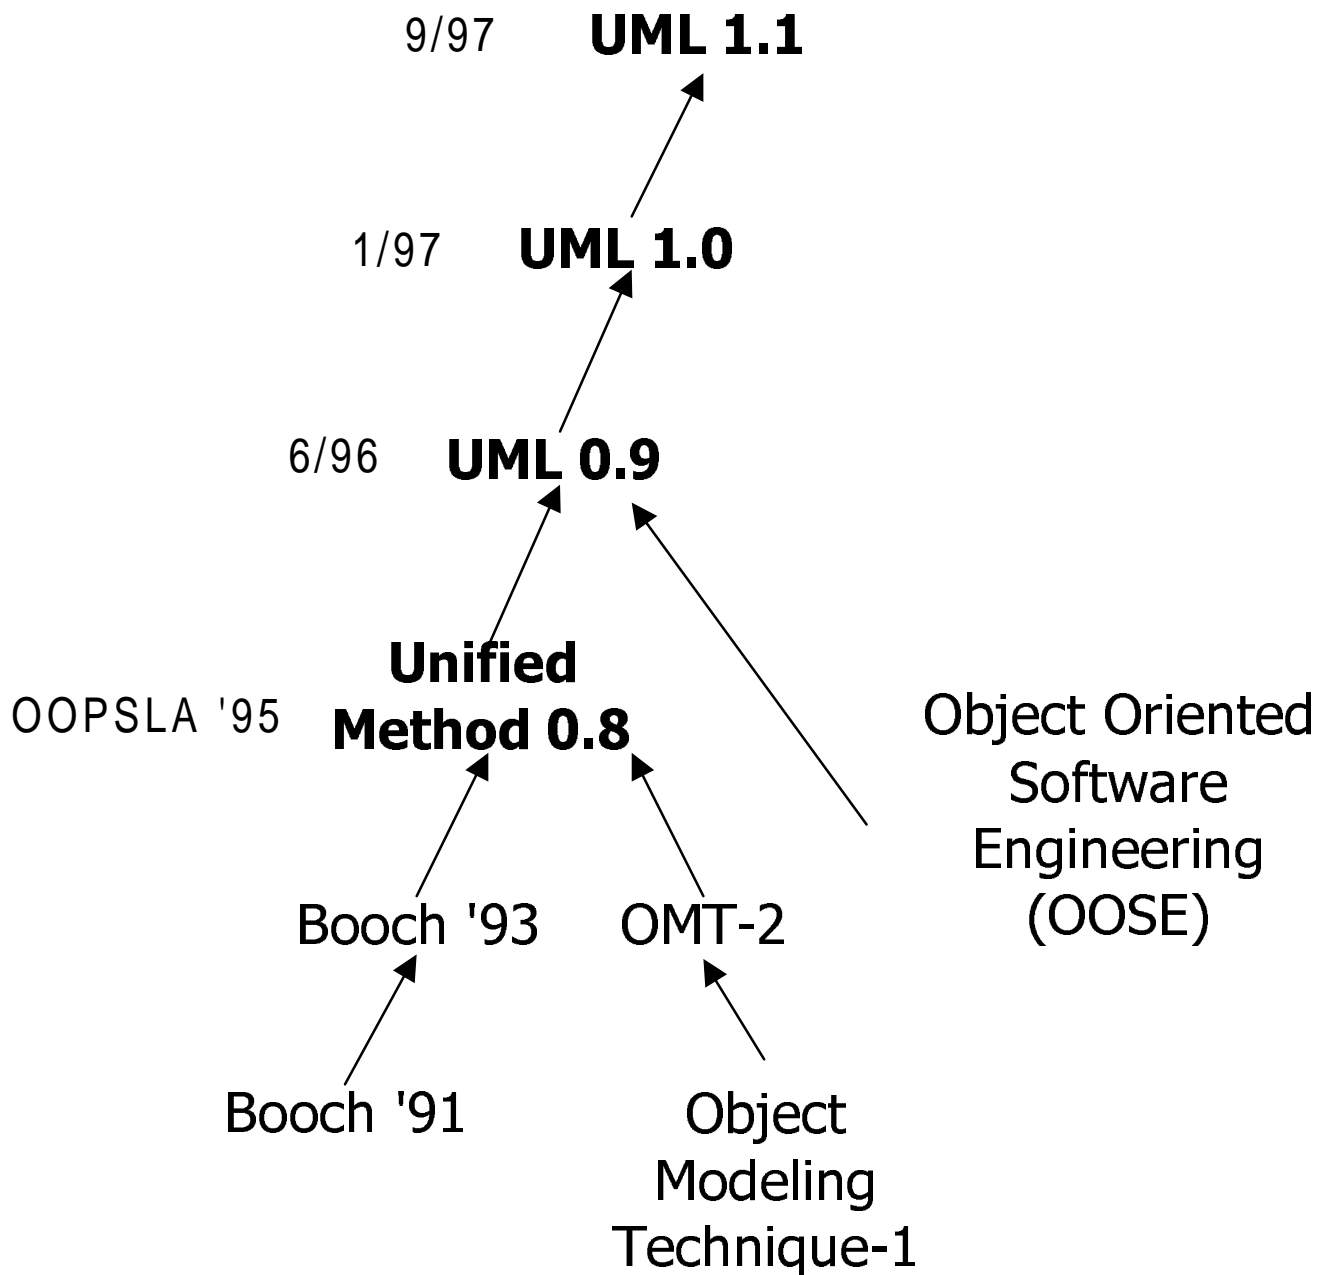 9/97 UML 1.1
1/97 UML 1.0
6/96 UML 0.9
Unified
OOPSLA '95 Method 0.8
Object Oriented
Software
Engineering
(OOSE)
Booch '93 OMT-2
Booch '91
Object
Modeling
Technique-1